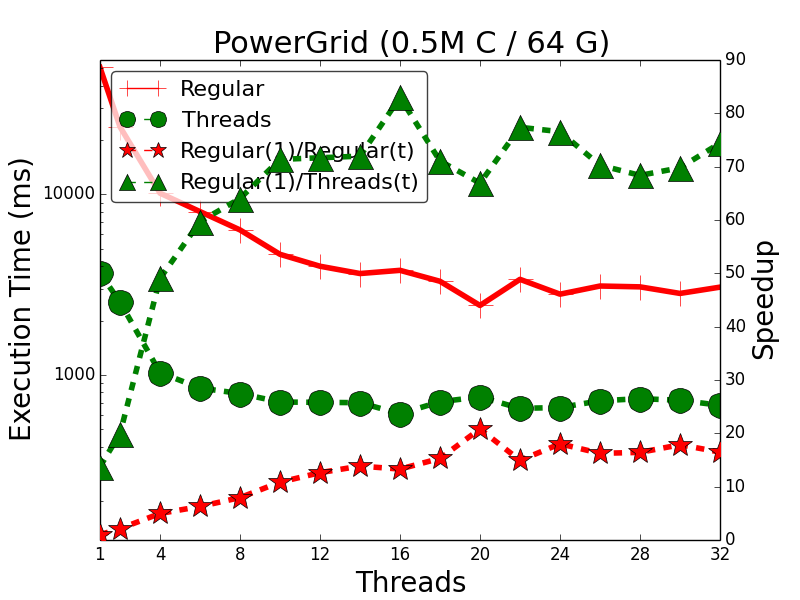 PowerGrid (0.5M C / 64 G)
Regular
Threads
Regular(1)/Regular(t)
Regular(1)/Threads(t)
Execution Time (ms)
10000
1000
Speedup
90
80
70
60
50
40
30
20
10
0
1 4 8 12 16 20 24 28 32
Threads